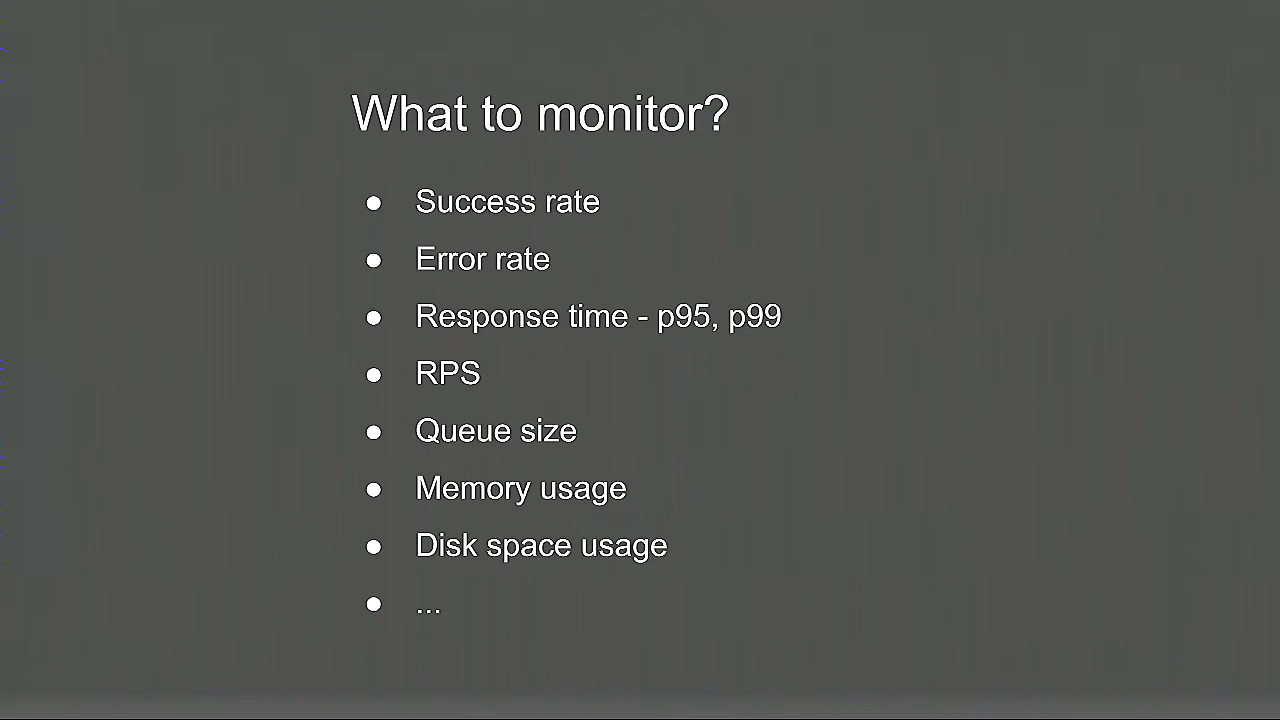 What to monitor?
● Success rate
● Error rate
● Response time - p95, p99
● RPS
● Queue size
● Memory usage
● Disk space usage
● ...